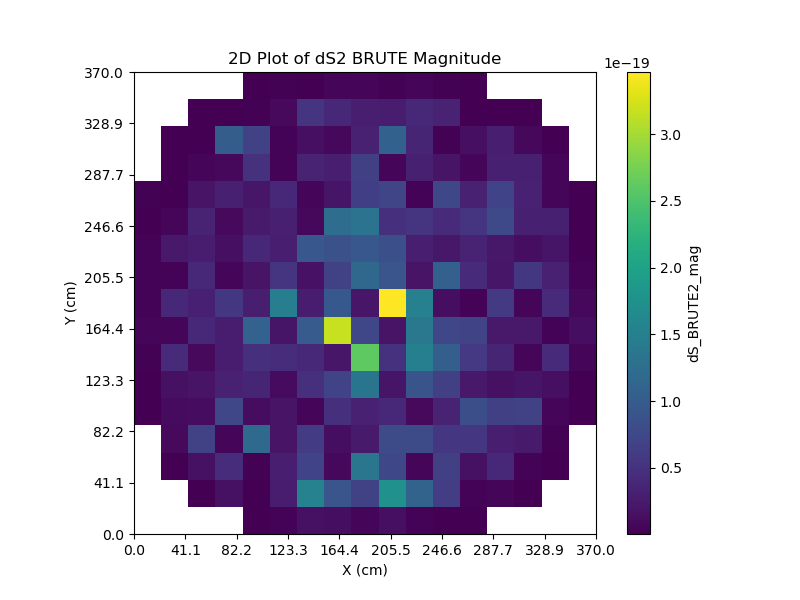 2D Plot of dS2 BRUTE Magnitude
1e−19
370.0
328.9
287.7
246.6
205.5
164.4
123.3
82.2
41.1
0.0
Y (cm)
0.0 41.1 82.2 123.3 164.4 205.5 246.6 287.7 328.9 370.0
X (cm)
3.0
2.5
2.0
1.5
1.0
0.5
dS_BRUTE2_mag